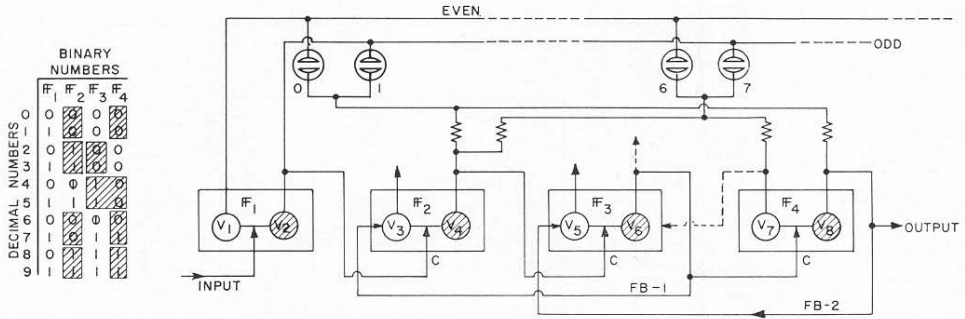 EVEN
ODD
BINARY
NUMBERS
FF1 FF2 FF3 FF4
DECIMAL NUMBERS
0 0 0 0 0
1 1 0 0 0
2 0 1 0 0
3 1 1 0 0
4 0 1 0
5 1 1 1 0
6 0 0 1
7 1 0 1 1
8 0 1 1 1
9 1 1 1 1
0 1 6 7
FF1 FF2 FF3 FF4
V1 V2 V3 V4 V5 V6 V7 V8
OUTPUT
C C C
INPUT
FB-1
FB-2